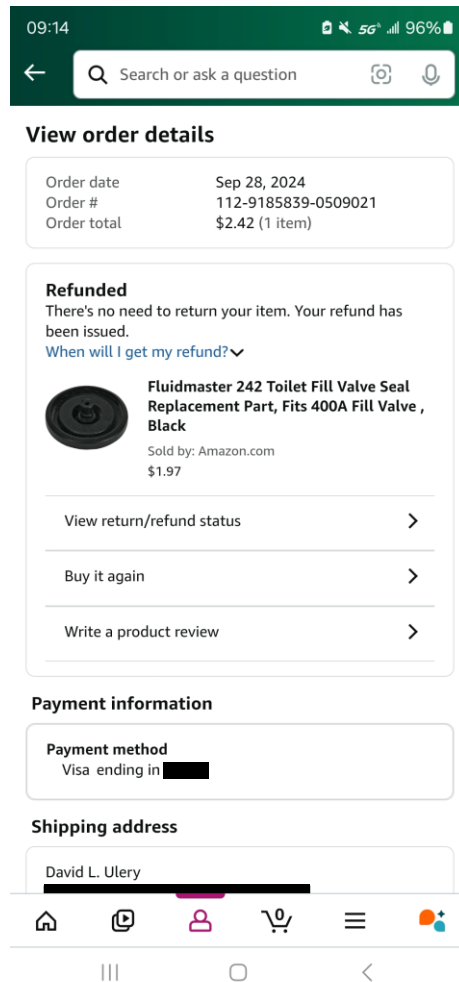 09:14
5G 96%
Search or ask a question
View order details
Order date Sep 28, 2024
Order # 112-9185839-0509021
Order total $2.42 (1 item)
Refunded
There's no need to return your item. Your refund has
been issued.
When will I get my refund?
Fluidmaster 242 Toilet Fill Valve Seal
Replacement Part, Fits 400A Fill Valve ,
Black
Sold by: Amazon.com
$1.97
View return/refund status
Buy it again
Write a product review
Payment information
Payment method
Visa ending in
Shipping address
David L. Ulery
0